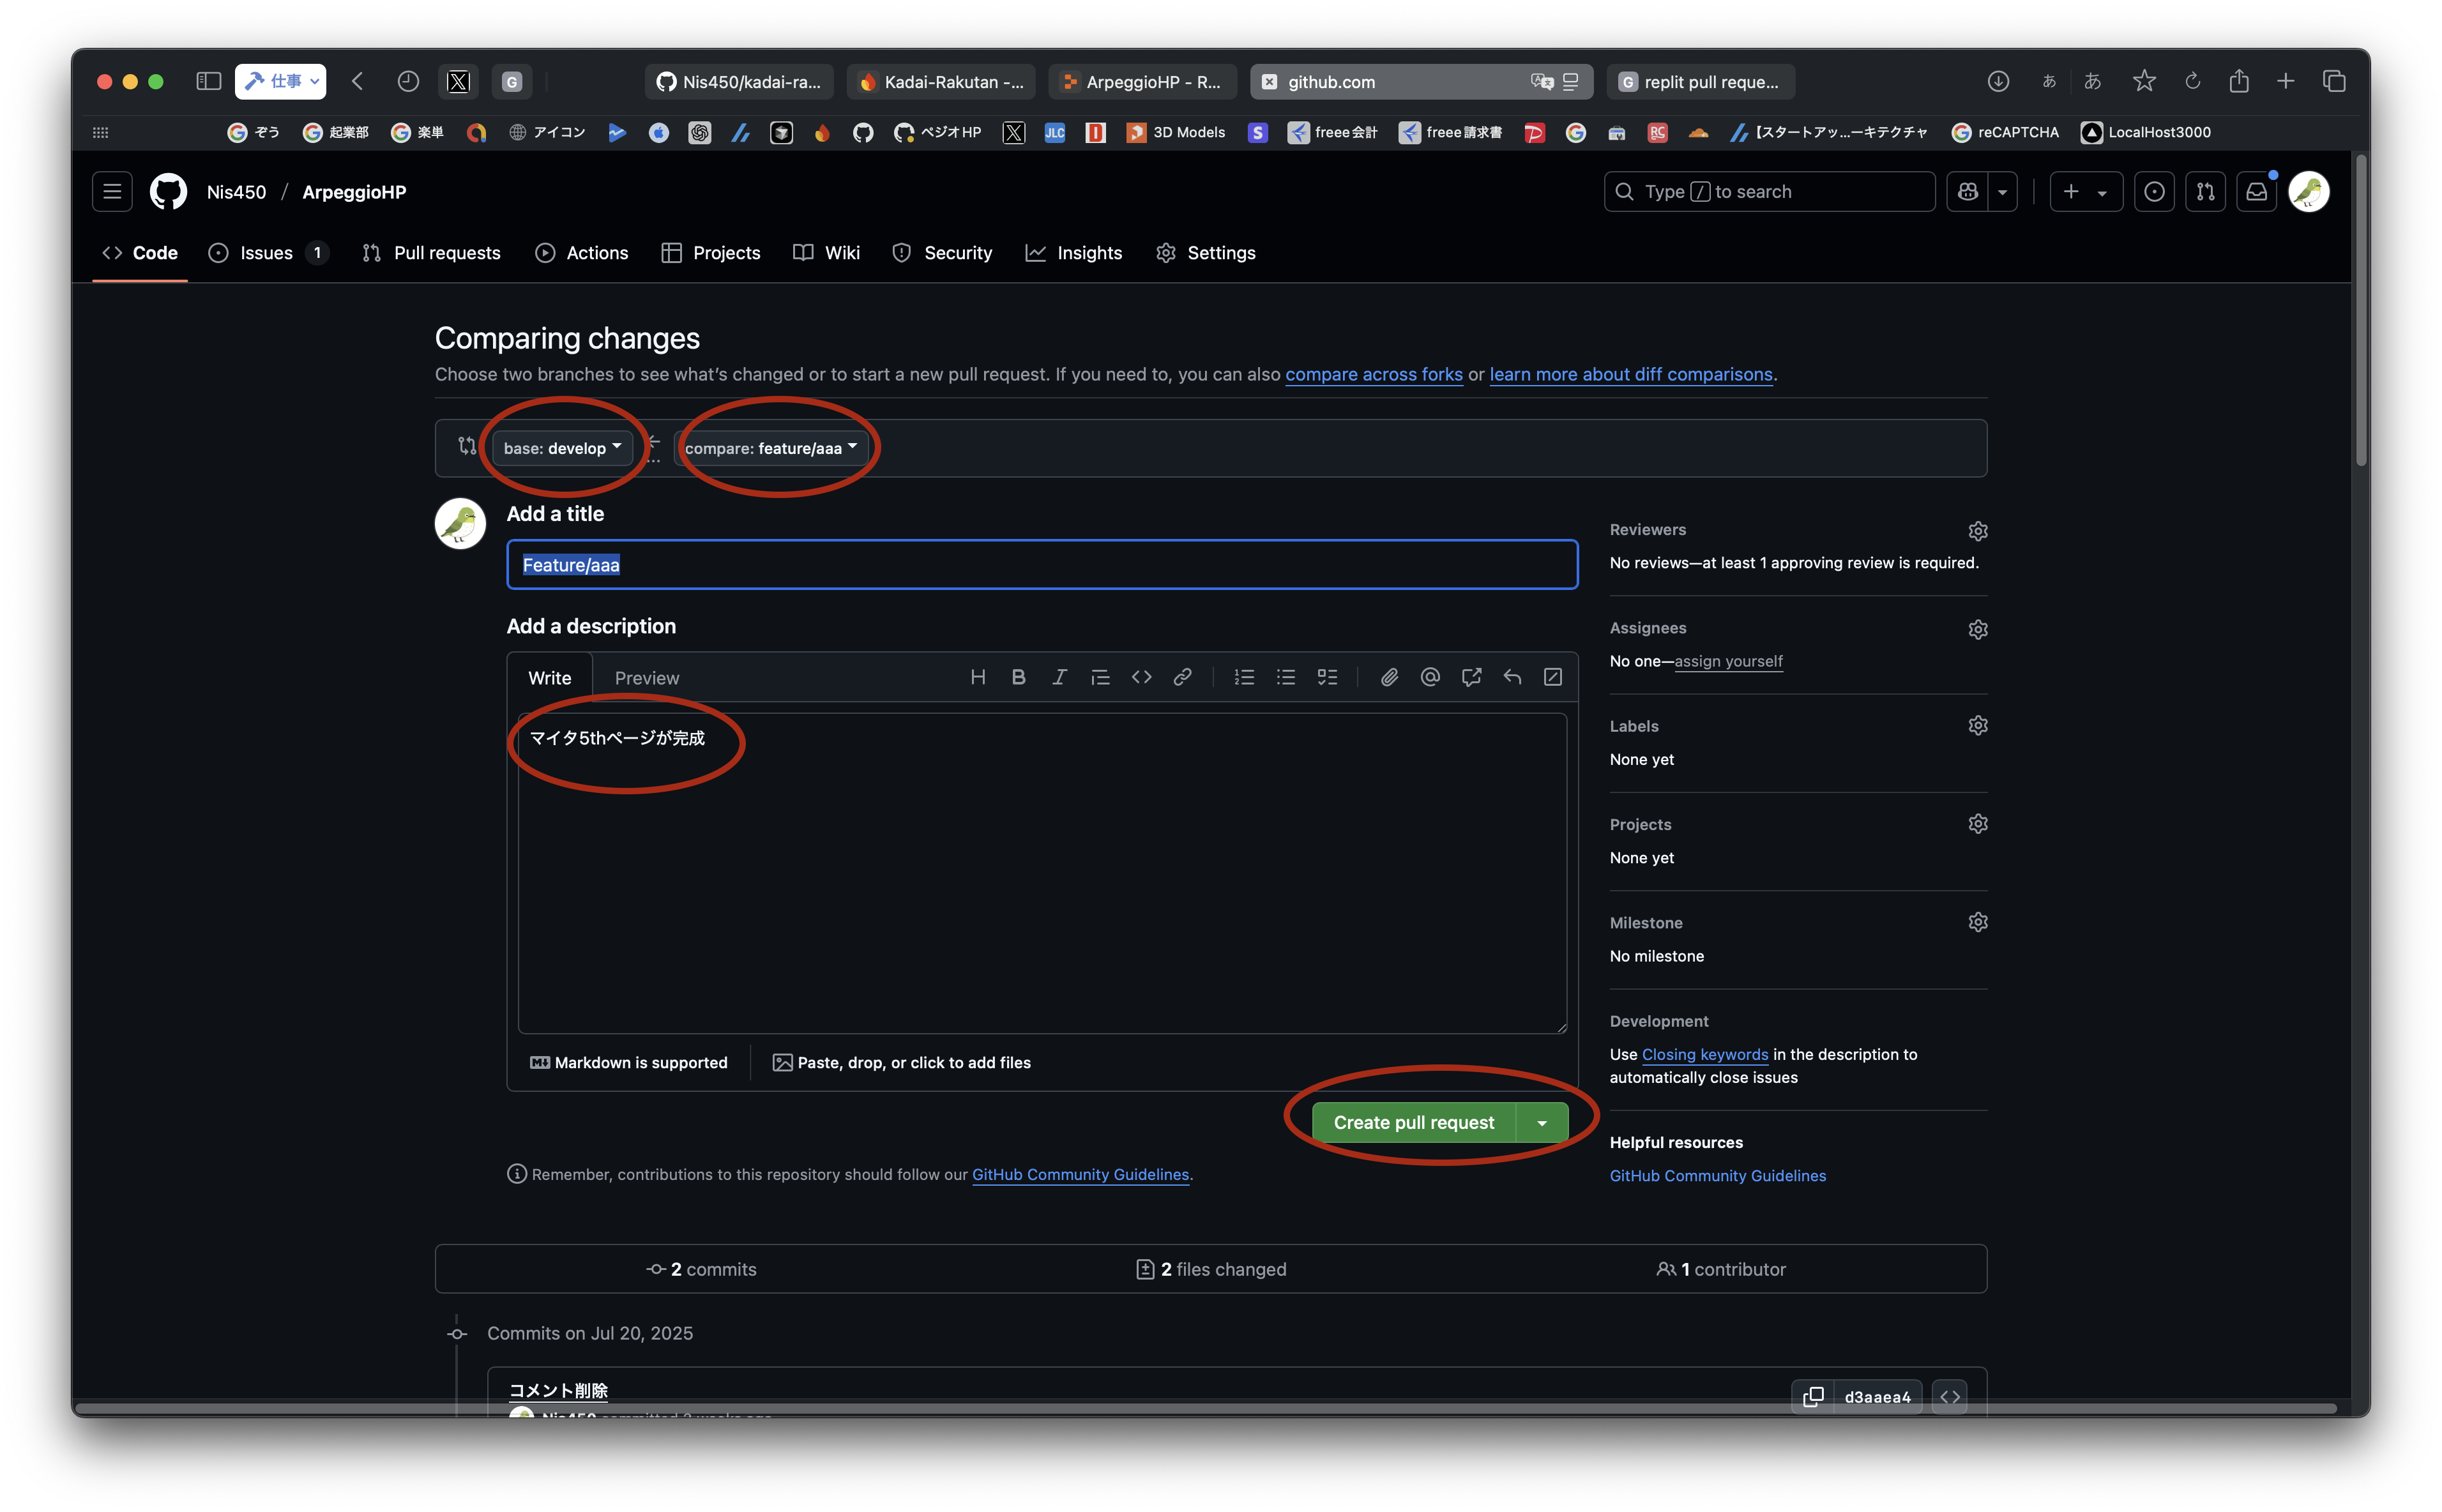 仕事
Nis450/kadai-ra...
Kadai-Rakutan -...
ArpeggioHP - R...
github.com
G replit pull reque...
あ あ
ぞう 起業部 楽単 アイコン ペジオHP JLC 3D Models S freee会計 freee請求書 RC 【スタートアッ...ーキテクチャ reCAPTCHA LocalHost3000
Nis450 / ArpeggioHP
Type / to search
Code Issues 1 Pull requests Actions Projects Wiki Security Insights Settings
Comparing changes
Choose two branches to see what's changed or to start a new pull request. If you need to, you can also compare across forks or learn more about diff comparisons.
base: develop ... compare: feature/aaa
Add a title
Feature/aaa
Add a description
Write Preview
マイタ5thページが完成
Markdown is supported Paste, drop, or click to add files
Create pull request
Remember, contributions to this repository should follow our GitHub Community Guidelines.
Reviewers
No reviews—at least 1 approving review is required.
Assignees
No one—assign yourself
Labels
None yet
Projects
None yet
Milestone
No milestone
Development
Use Closing keywords in the description to
automatically close issues
Helpful resources
GitHub Community Guidelines
2 commits 2 files changed 1 contributor
Commits on Jul 20, 2025
コメント削除 d3aaea4